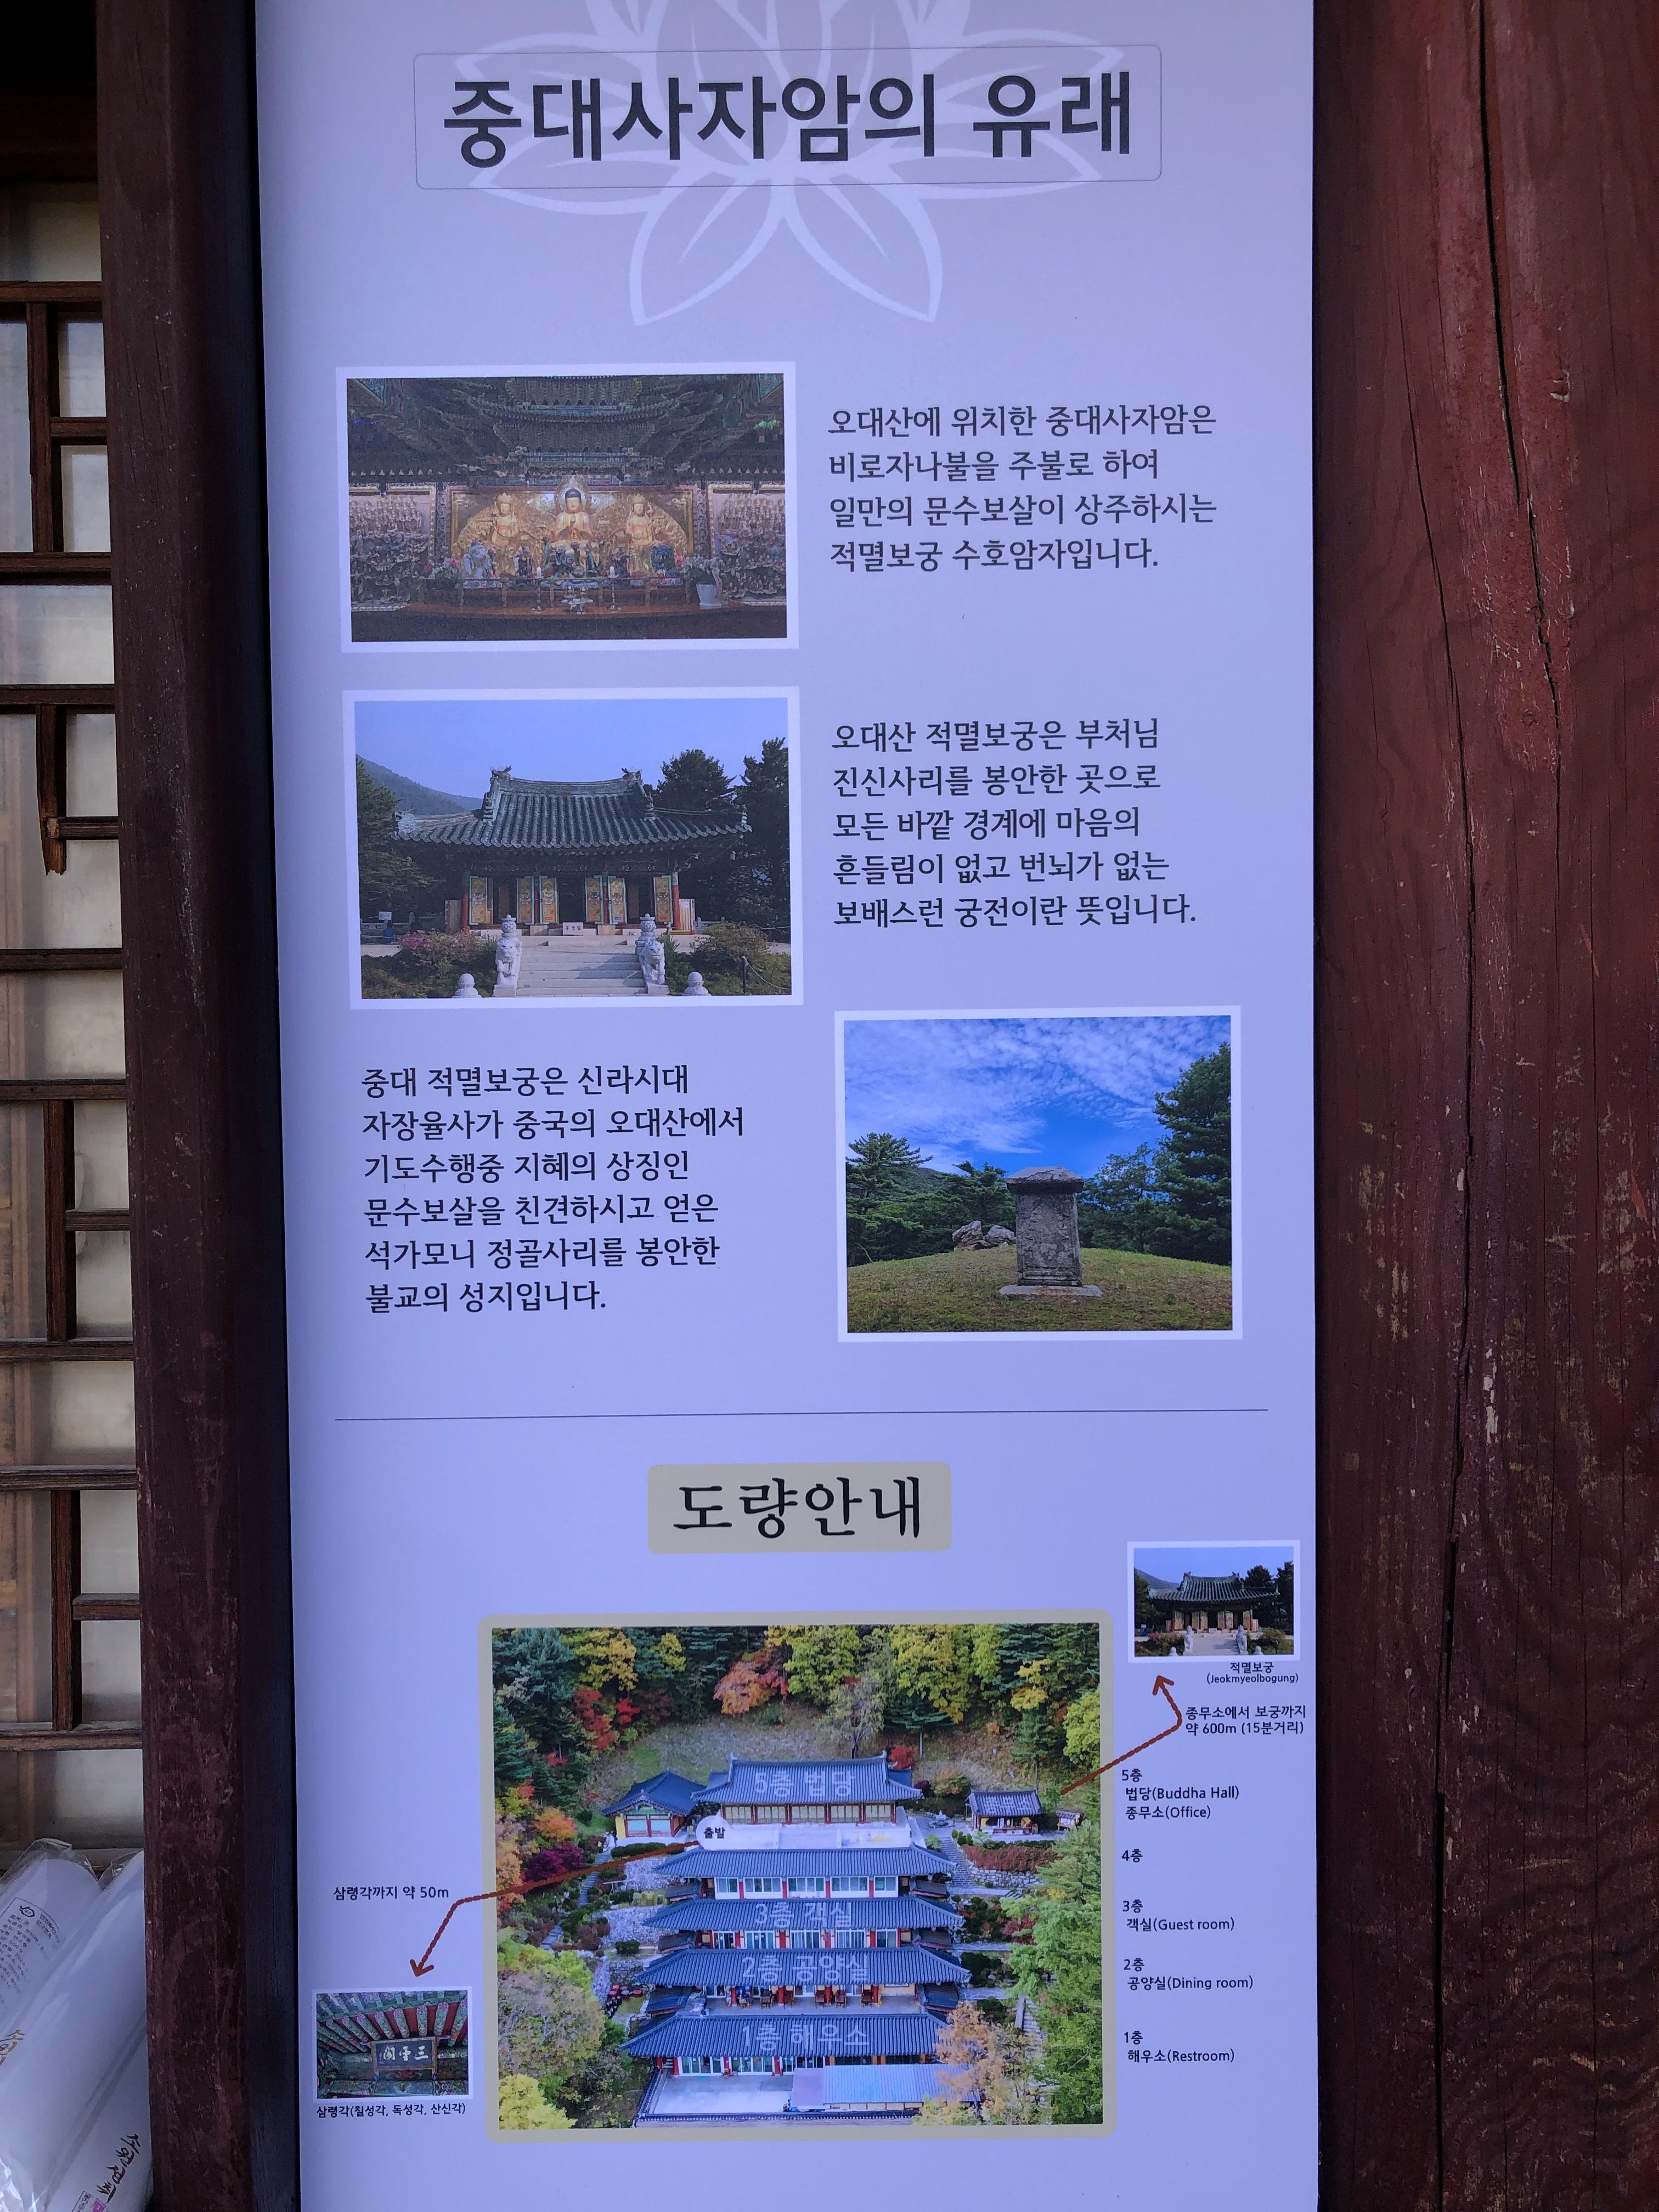 중대사자암의 유래
오대산에 위치한 중대사자암은
비로자나불을 주불로 하여
일만의 문수보살이 상주하시는
적멸보궁 수호암자입니다.
오대산 적멸보궁은 부처님
진신사리를 봉안한 곳으로
모든 바깥 경계에 마음의
흔들림이 없고 번뇌가 없는
보배스런 궁전이란 뜻입니다.
중대 적멸보궁은 신라시대
자장율사가 중국의 오대산에서
기도수행중 지혜의 상징인
문수보살을 친견하시고 얻은
석가모니 정골사리를 봉안한
불교의 성지입니다.
도량안내
적멸보궁
(Jeokmyeolbogung)
종무소에서 보궁까지
약 600m (15분거리)
5층 법당
출발
3층 객실
2층 공양실
1층 해우소
5층
법당(Buddha Hall)
종무소(Office)
4층
3층
객실(Guest room)
2층
공양실(Dining room)
1층
해우소(Restroom)
삼령각까지 약 50m
閣靈三
삼령각(칠성각, 독성각, 산신각)